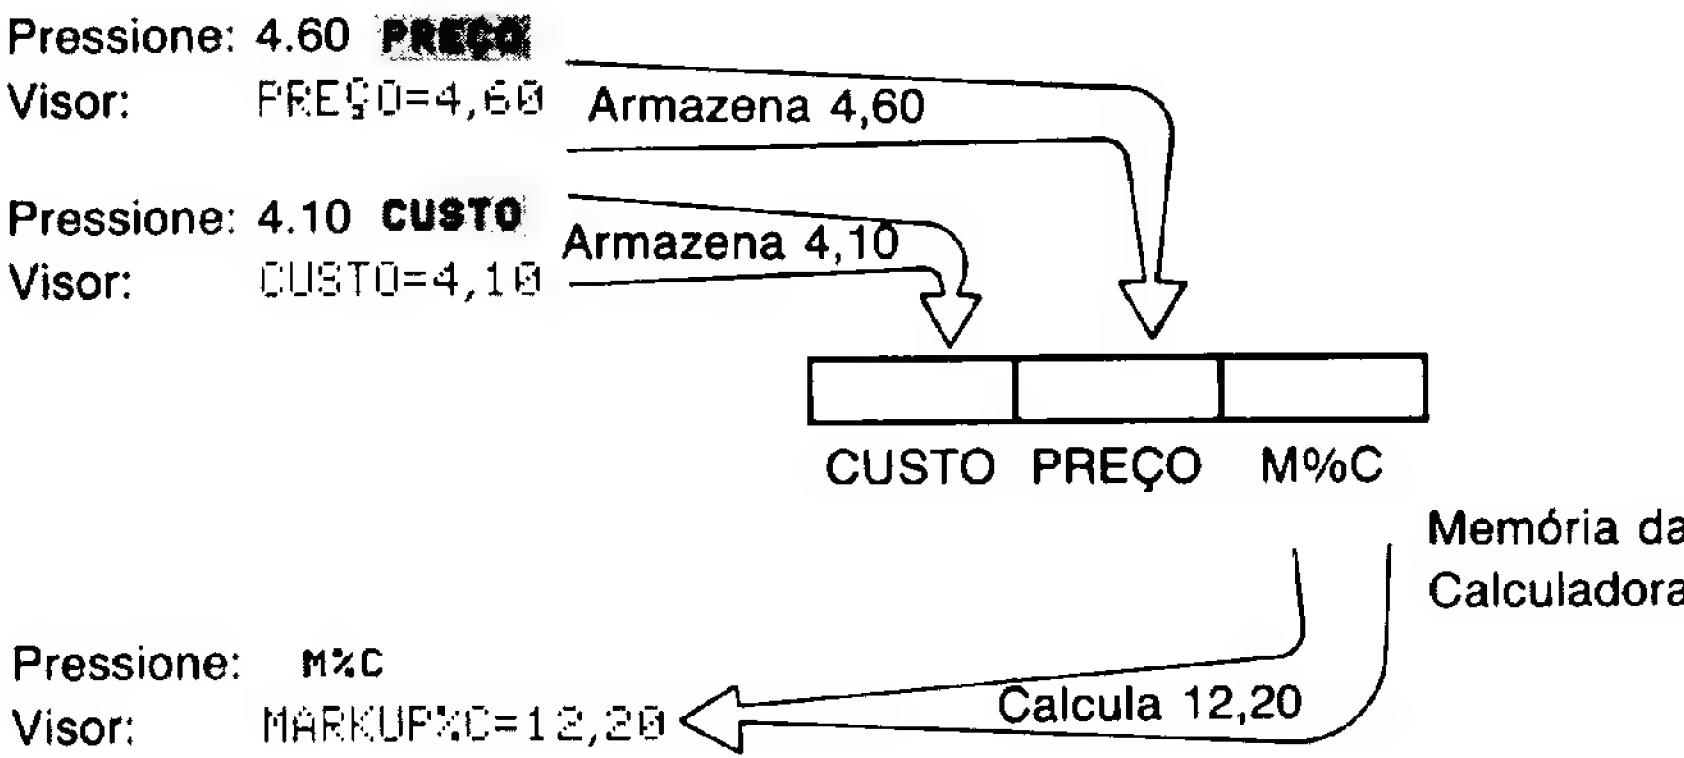 Pressione: 4.60 PREÇO
Visor: PREÇO=4,60
Armazena 4,60
Pressione: 4.10 CUSTO
Visor: CUSTO=4,10
Armazena 4,10
CUSTO PREÇO M%C
Memória da
Calculadora
Pressione: M%C
Visor: MARKUP%C=12,20
Calcula 12,20